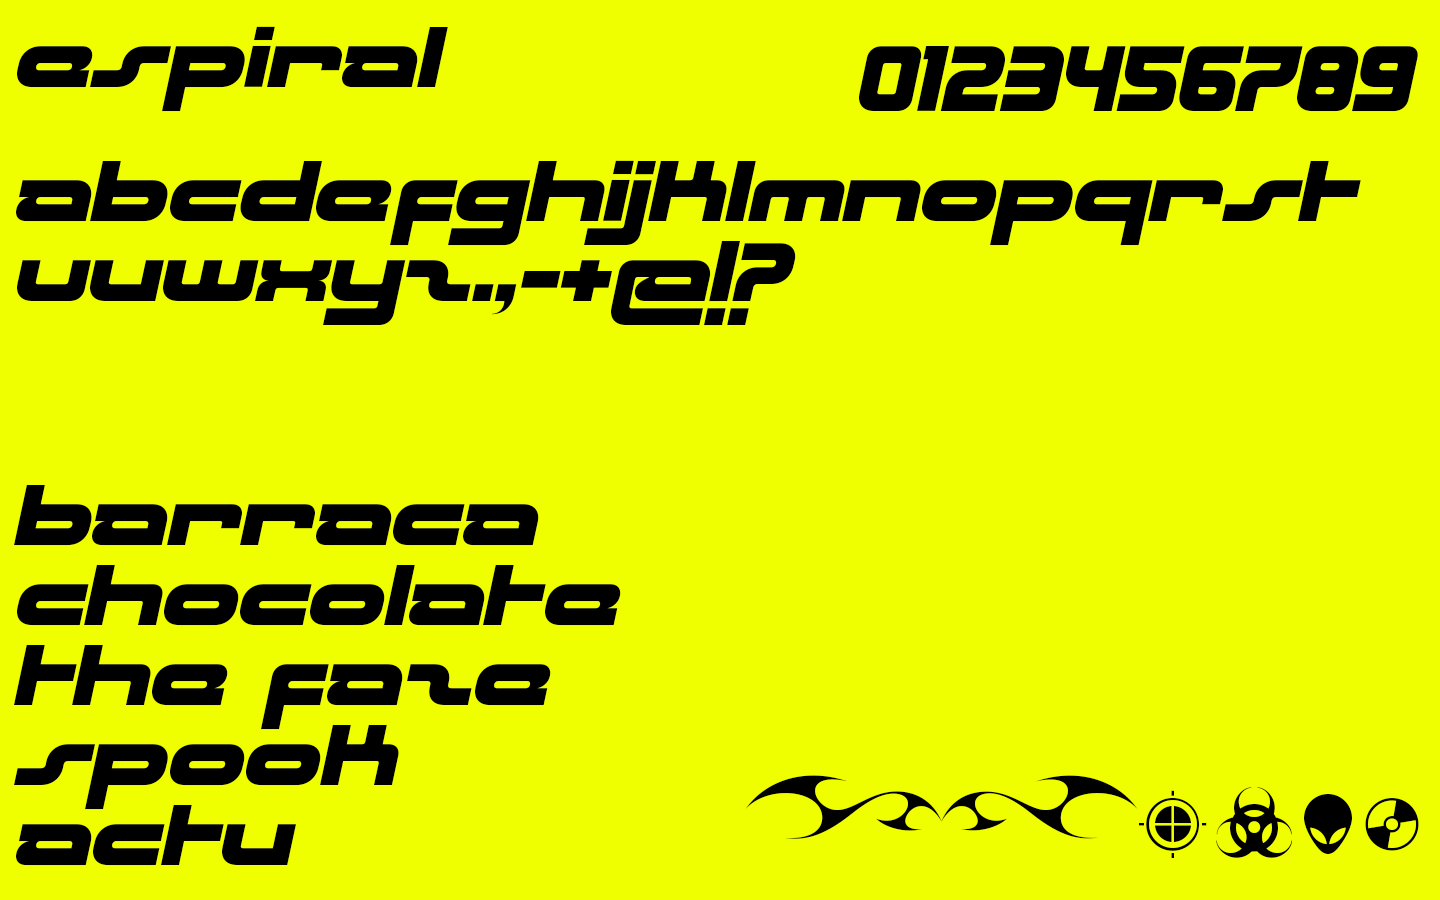 espiral
0123456789
abcdefghijklmnopqrst
uvwxyz.,-+@!?
barraca
chocolate
the faze
spook
actu